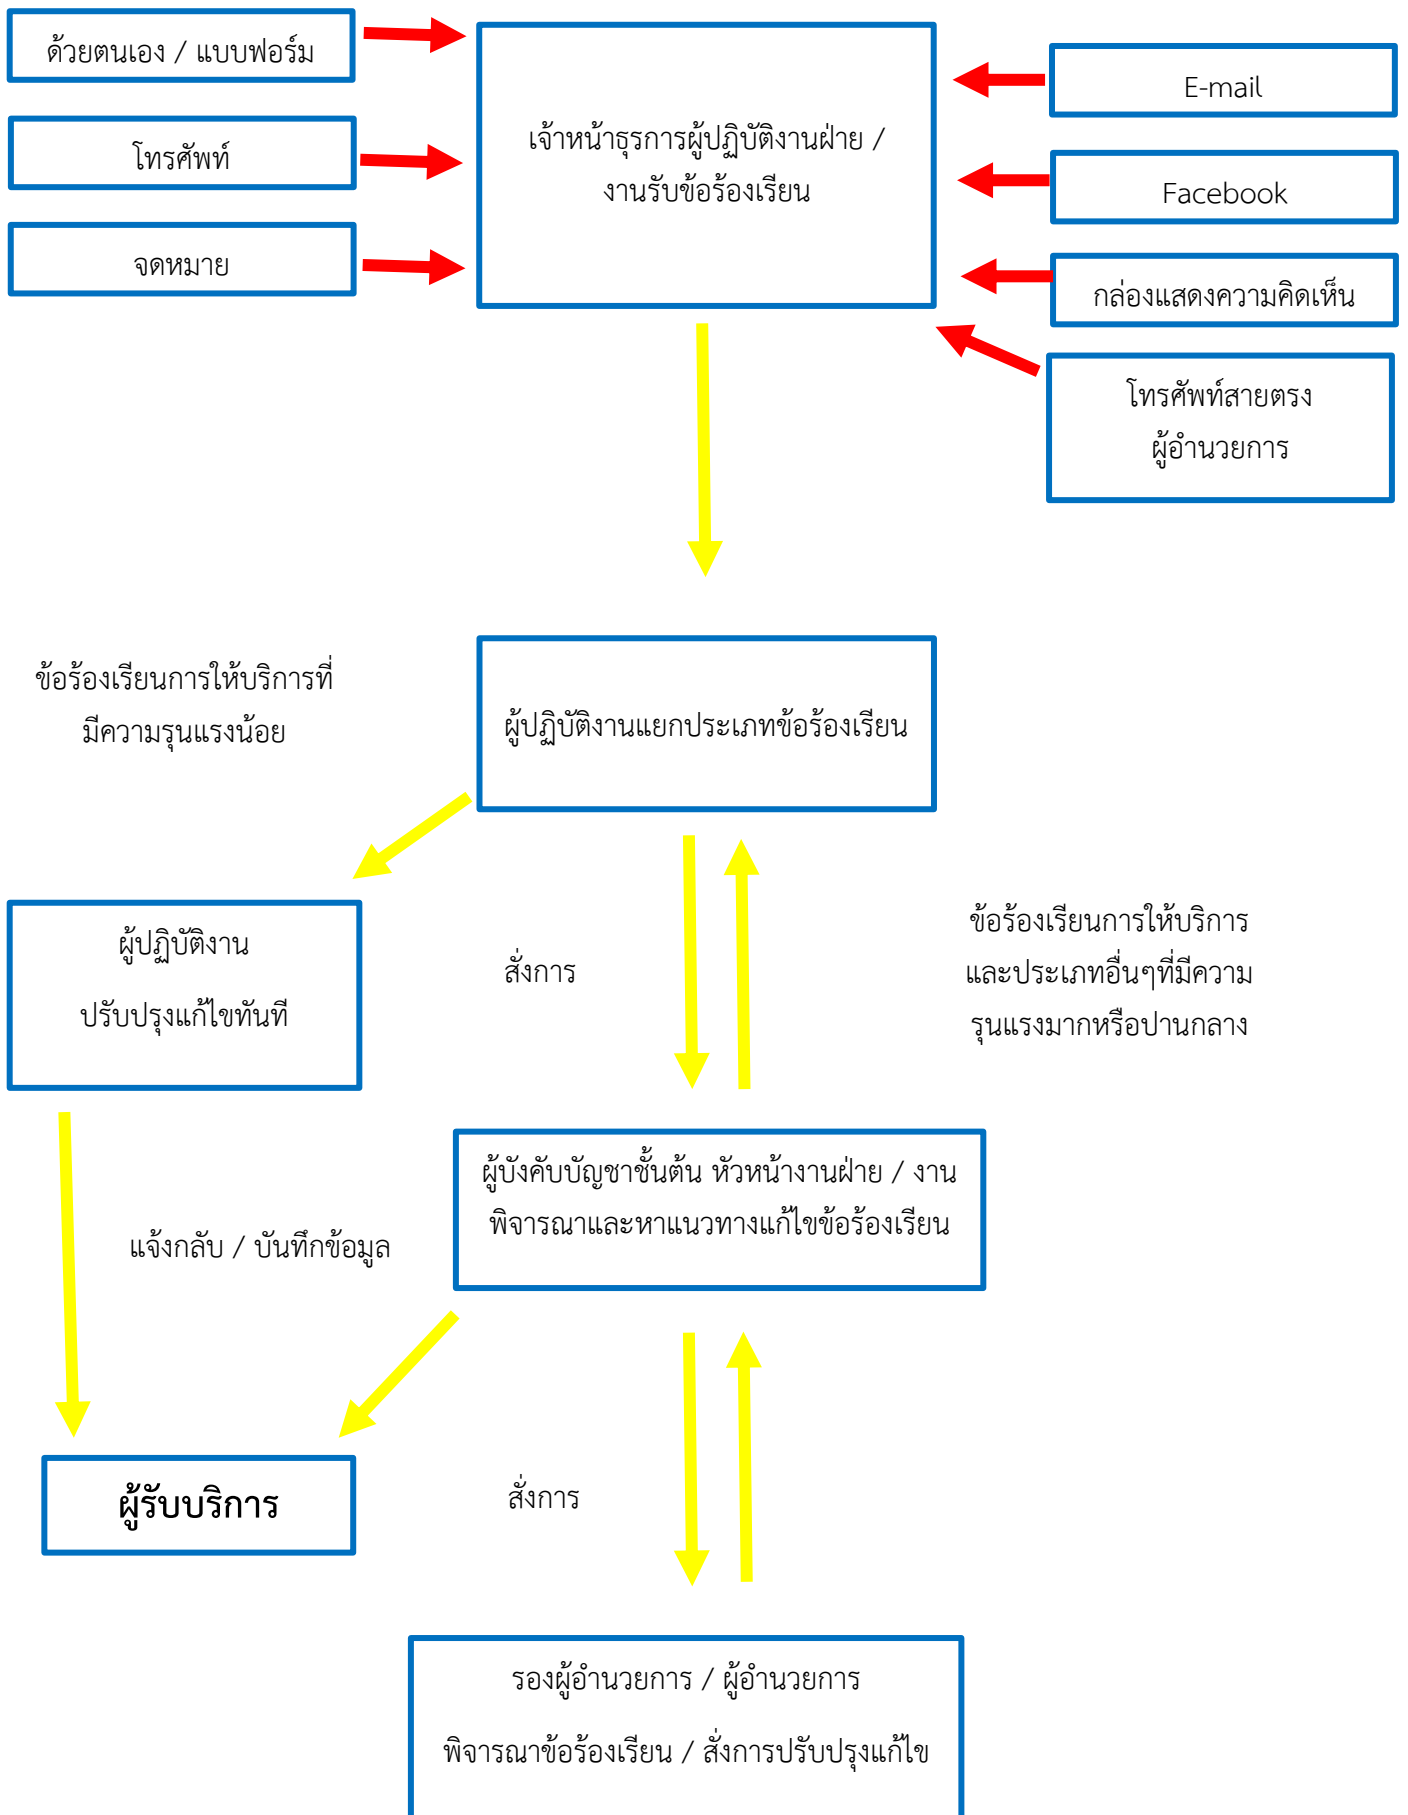 ด้วยตนเอง / แบบฟอร์ม
โทรศัพท์
จดหมาย
เจ้าหน้าธุรการผู้ปฏิบัติงานฝ่าย /
งานรับข้อร้องเรียน
E-mail
Facebook
กล่องแสดงความคิดเห็น
โทรศัพท์สายตรง
ผู้อำนวยการ
ข้อร้องเรียนการให้บริการที่
มีความรุนแรงน้อย
ผู้ปฏิบัติงานแยกประเภทข้อร้องเรียน
ผู้ปฏิบัติงาน
ปรับปรุงแก้ไขทันที
สั่งการ
ข้อร้องเรียนการให้บริการ
และประเภทอื่นๆที่มีความ
รุนแรงมากหรือปานกลาง
ผู้บังคับบัญชาชั้นต้น หัวหน้างานฝ่าย / งาน
พิจารณาและหาแนวทางแก้ไขข้อร้องเรียน
แจ้งกลับ / บันทึกข้อมูล
ผู้รับบริการ
สั่งการ
รองผู้อำนวยการ / ผู้อำนวยการ
พิจารณาข้อร้องเรียน / สั่งการปรับปรุงแก้ไข